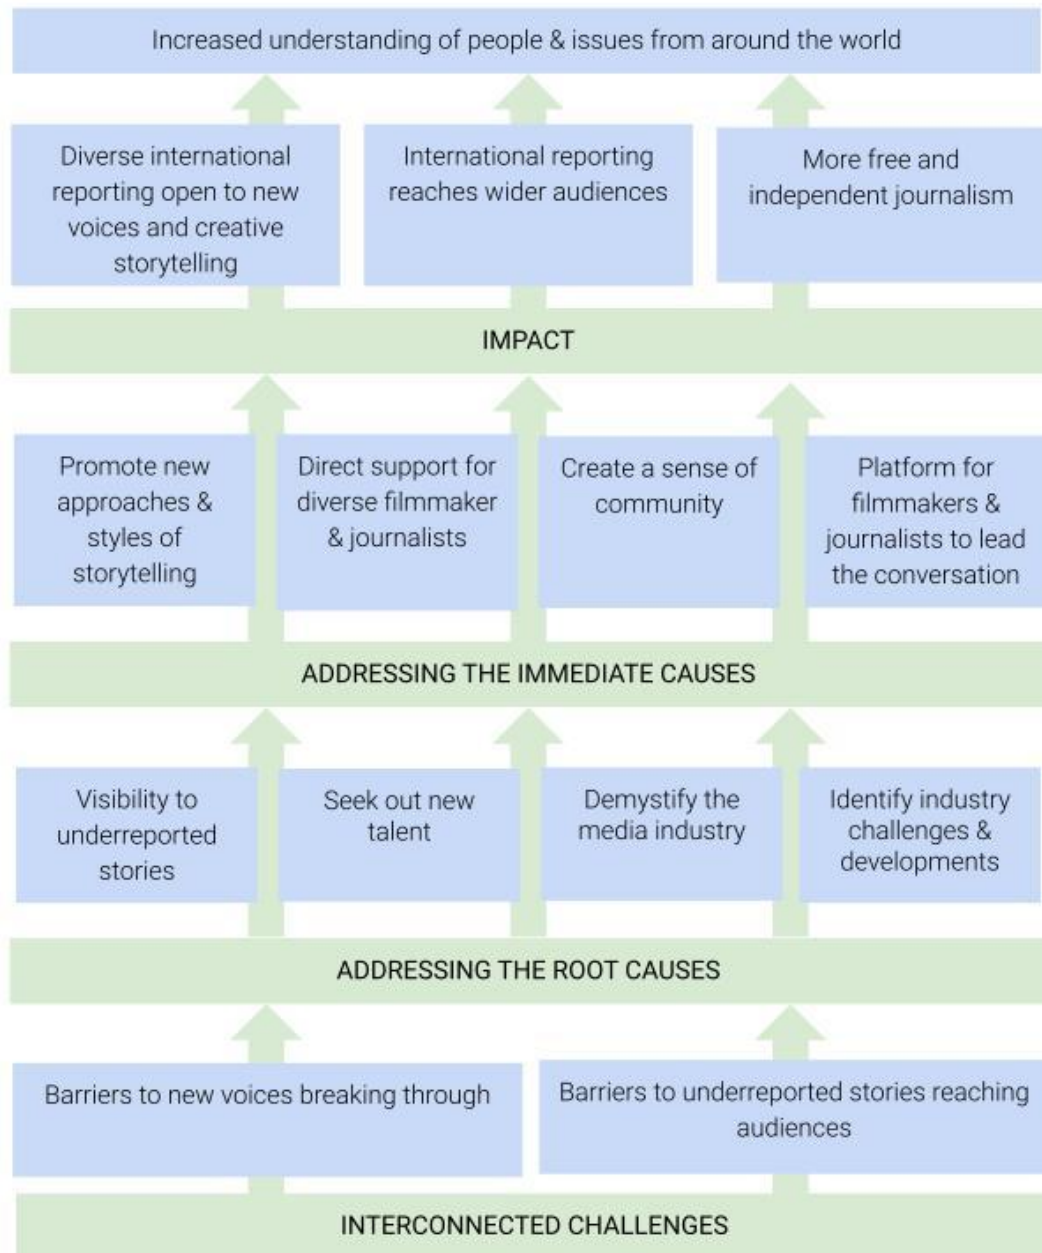 Increased understanding of people & issues from around the world
Diverse international
reporting open to new
voices and creative
storytelling
International reporting
reaches wider audiences
More free and
independent journalism
IMPACT
Promote new
approaches &
styles of
storytelling
Direct support for
diverse filmmaker
& journalists
Create a sense of
community
Platform for
filmmakers &
journalists to lead
the conversation
ADDRESSING THE IMMEDIATE CAUSES
Visibility to
underreported
stories
Seek out new
talent
Demystify the
media industry
Identify industry
challenges &
developments
ADDRESSING THE ROOT CAUSES
Barriers to new voices breaking through
Barriers to underreported stories reaching
audiences
INTERCONNECTED CHALLENGES